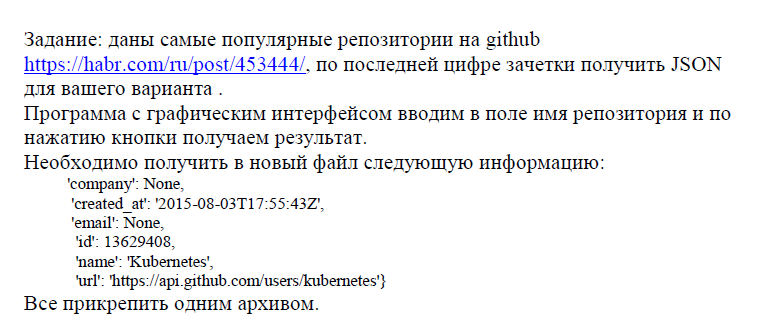 Задание: даны самые популярные репозитории на github
https://habr.com/ru/post/453444/, по последней цифре зачетки получить JSON
для вашего варианта .
Программа с графическим интерфейсом вводим в поле имя репозитория и по
нажатию кнопки получаем результат.
Необходимо получить в новый файл следующую информацию:
'company': None,
'created_at': '2015-08-03T17:55:43Z',
'email': None,
'id': 13629408,
'name': 'Kubernetes',
'url': 'https://api.github.com/users/kubernetes'}
Все прикрепить одним архивом.